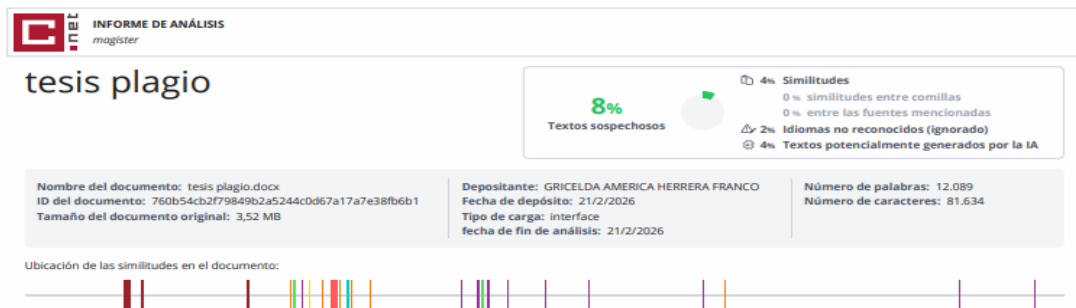 C.net
INFORME DE ANÁLISIS
magister
tesis plagio
8%
Textos sospechosos
4% Similitudes
0% similitudes entre comillas
0% entre las fuentes mencionadas
2% Idiomas no reconocidos (ignorado)
4% Textos potencialmente generados por la IA
Nombre del documento: tesis plagio.docx
ID del documento: 760b54cb2f79849b2a5244c0d67a17a7e38fb6b1
Tamaño del documento original: 3,52 MB
Depositante: GRICELDA AMERICA HERRERA FRANCO
Fecha de depósito: 21/2/2026
Tipo de carga: interface
fecha de fin de análisis: 21/2/2026
Número de palabras: 12.089
Número de caracteres: 81.634
Ubicación de las similitudes en el documento: